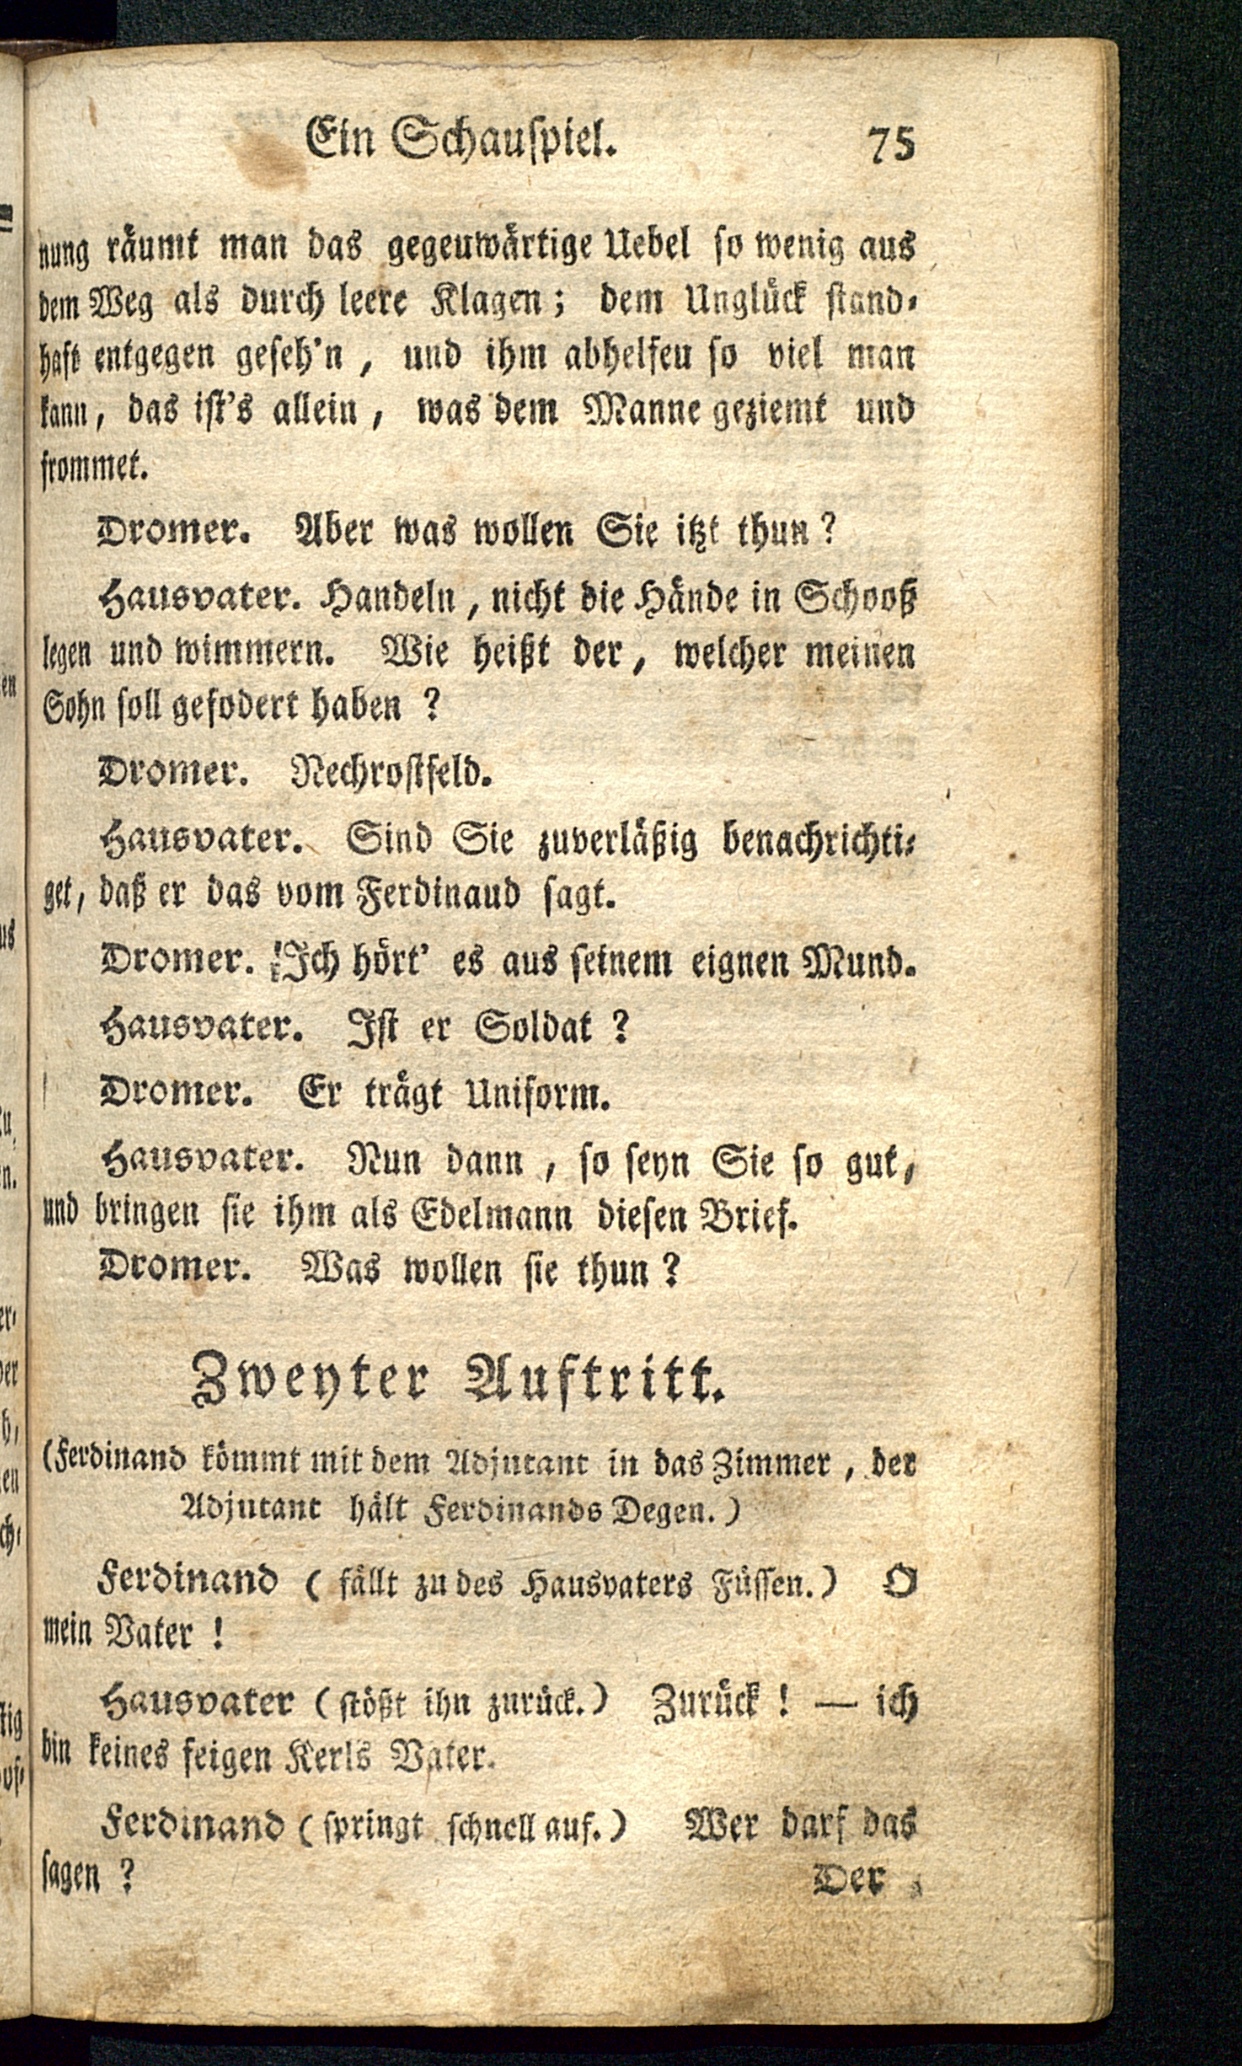 Ein Schauspiel. 75
nung räumt man das gegeuwärtige Uebel so wenig aus
dem Weg als durch leere Klagen; dem Unglück stand-
haft entgegen geseh'n, und ihm abhelfeu so viel man
kann, das ist's allein, was dem Manne geziemt und
frommet.
Dromer. Aber was wollen Sie itzt thun?
Hausvater. Handeln, nicht die Hände in Schooß
legen und wimmern. Wie heißt der, welcher meinen
Sohn soll gefodert haben?
Dromer. Rechrostfeld.
Hausvater. Sind Sie zuverläßig benachrichti-
get, daß er das vom Ferdinaud sagt.
Dromer. Ich hört' es aus seinem eignen Mund.
Hausvater. Ist er Soldat?
Dromer. Er trägt Uniform.
Hausvater. Nun dann, so seyn Sie so gut,
und bringen sie ihm als Edelmann diesen Brief.
Dromer. Was wollen sie thun?
Zweyter Auftritt.
(Ferdinand kömmt mit dem Adjutant in das Zimmer, der
Adjutant hält Ferdinands Degen.)
Ferdinand (fällt zu des Hausvaters Füssen.) O
mein Vater!
Hausvater (stößt ihn zurück.) Zurück! — ich
bin keines feigen Kerls Vater.
Ferdinand (springt schnell auf.) Wer darf das
sagen?
Der